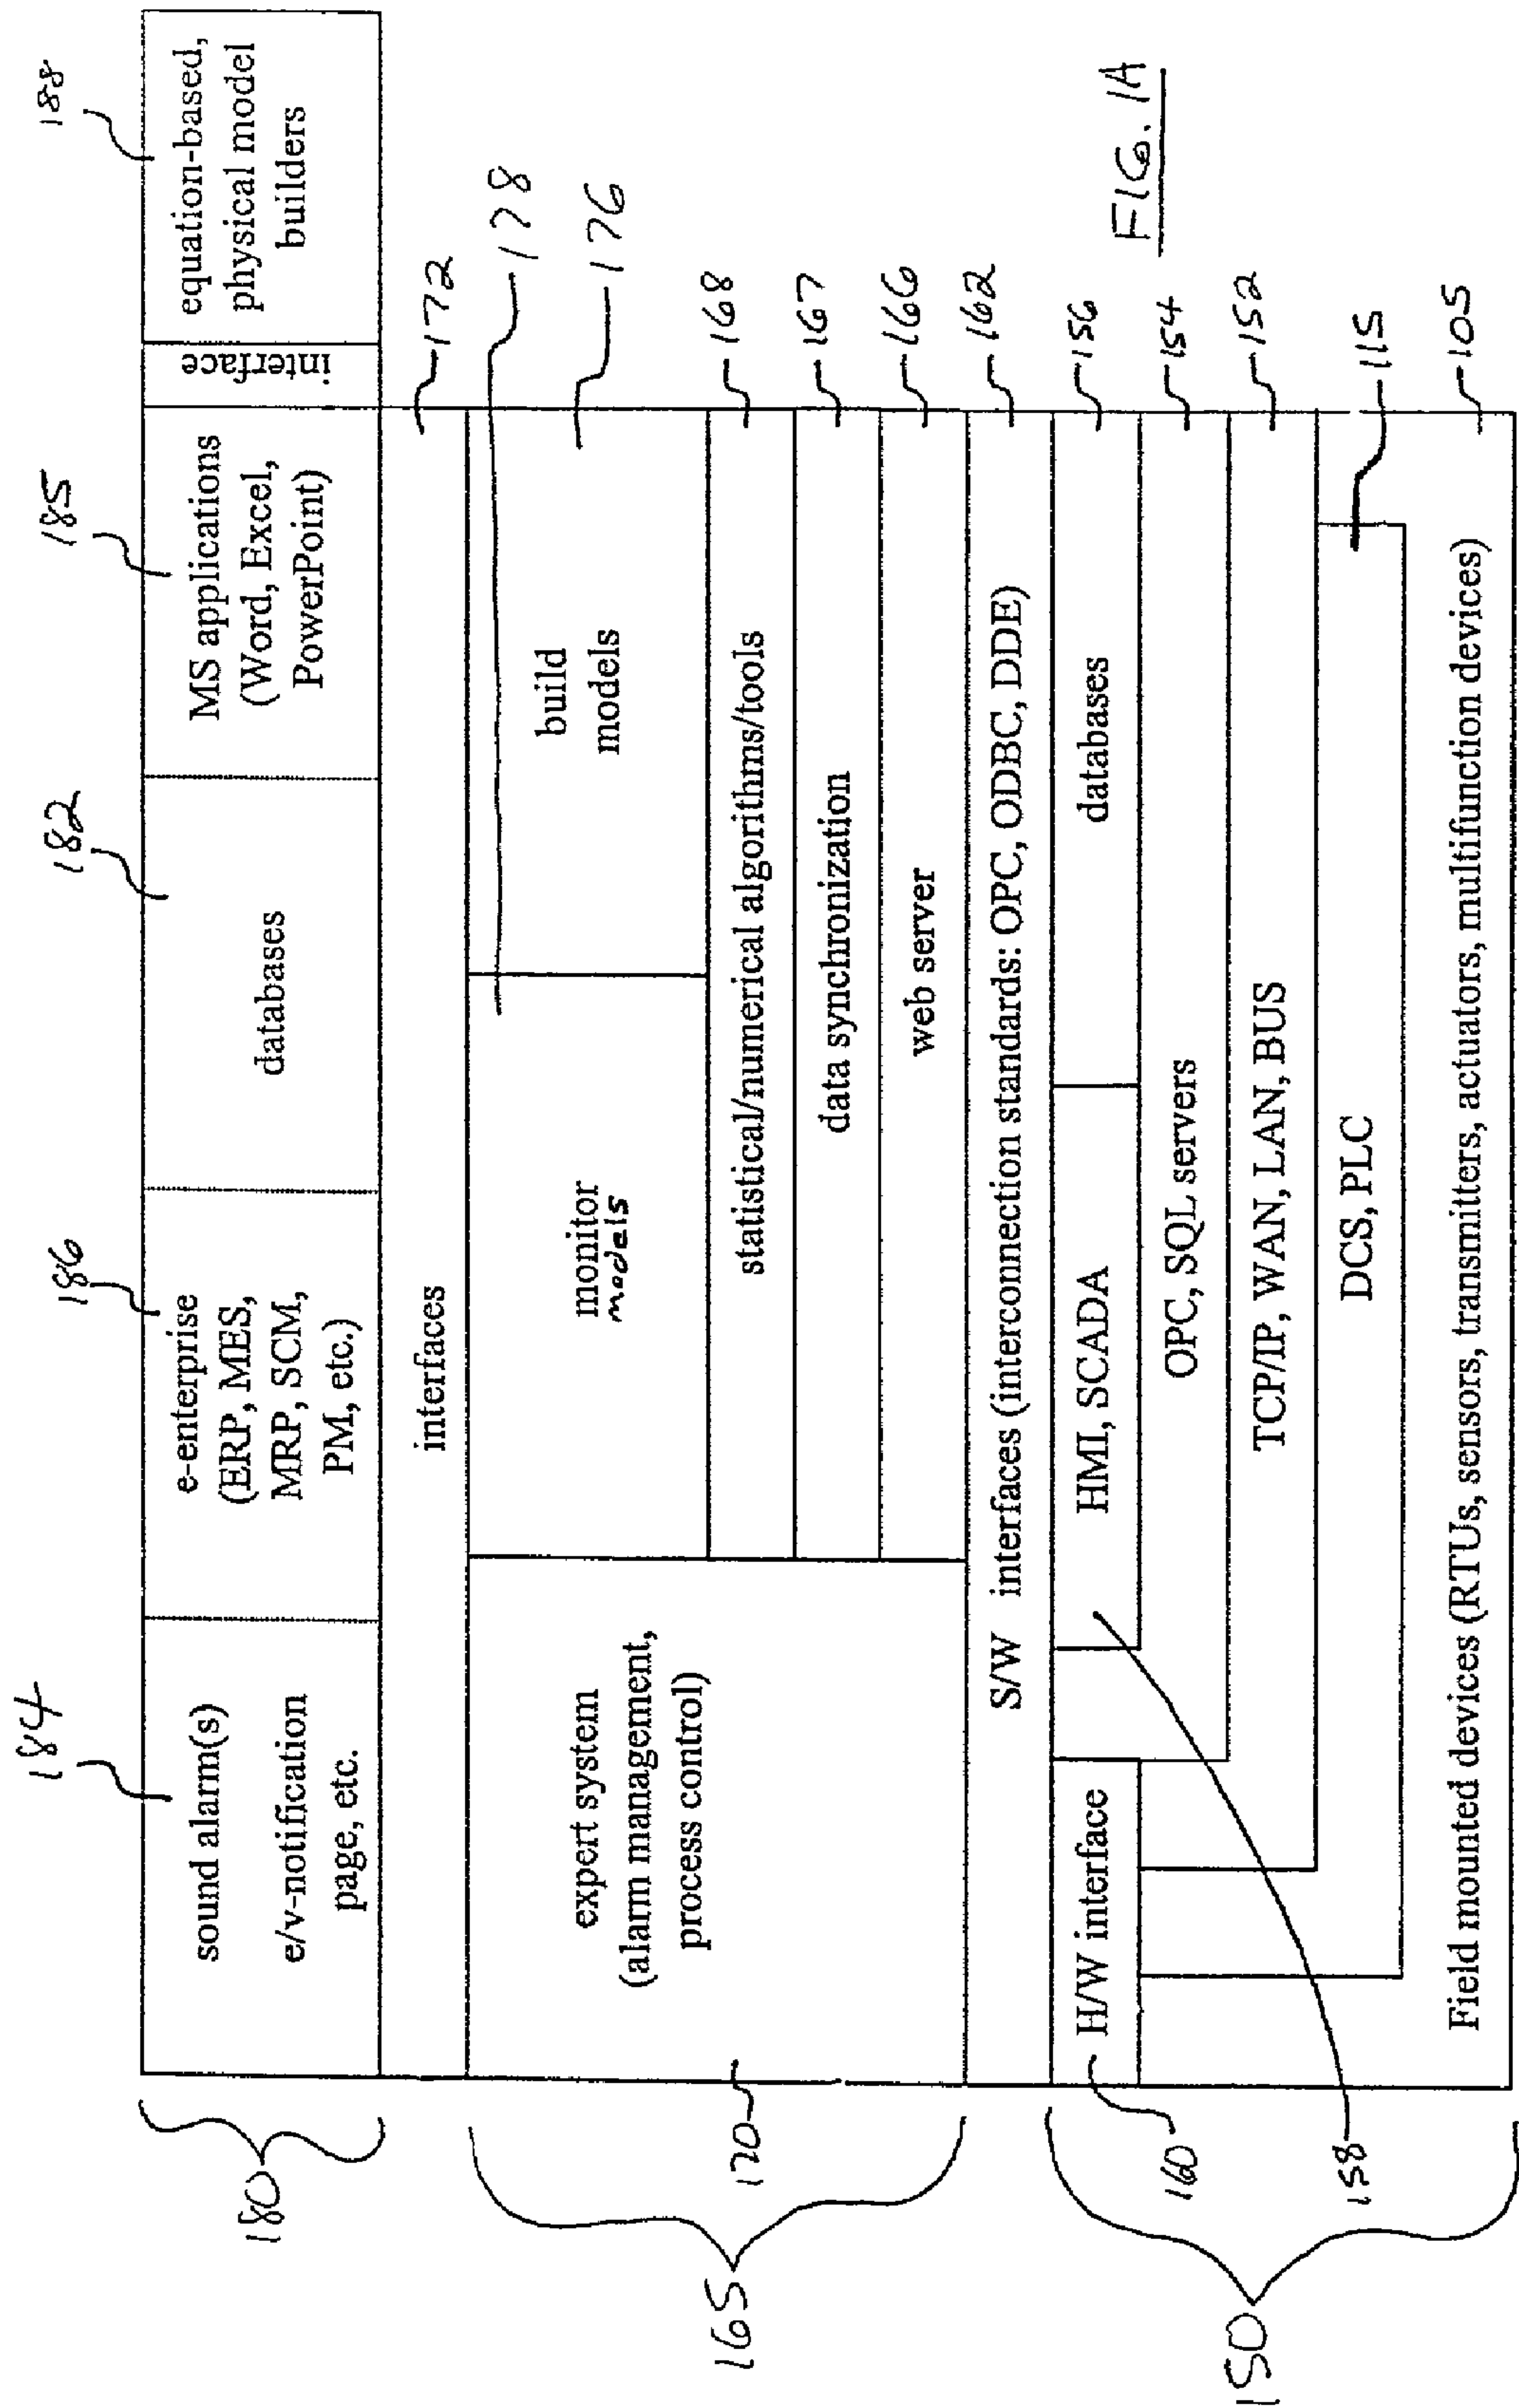 184
186
182
185
188
180
sound alarm(s)
e/v-notification
page, etc.
e-enterprise
(ERP, MES,
MRP, SCM,
PM, etc.)
databases
MS applications
(Word, Excel,
PowerPoint)
interface
equation-based,
physical model
builders
interfaces
172
165
170
expert system
(alarm management,
process control)
monitor
models
build
models
178
176
statistical/numerical algorithms/tools
168
data synchronization
167
web server
166
S/W interfaces (interconnection standards: OPC, ODBC, DDE)
162
150
160
158
H/W interface
HMI, SCADA
databases
156
OPC, SQL servers
154
TCP/IP, WAN, LAN, BUS
152
DCS, PLC
115
Field mounted devices (RTUs, sensors, transmitters, actuators, multifunction devices)
105
FIG. 1A